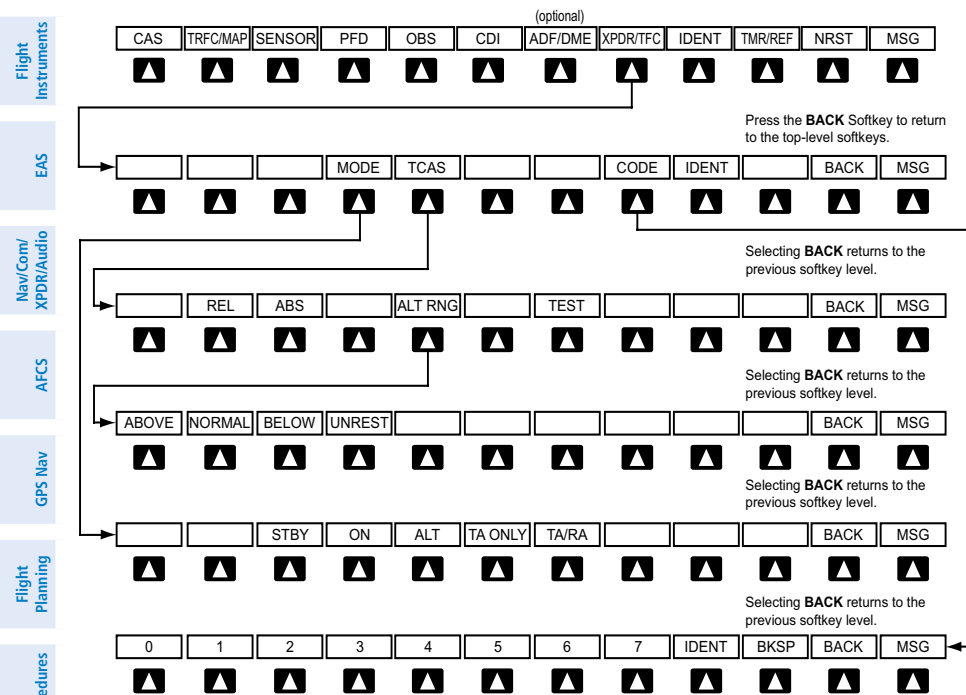 Flight
Instruments
EAS
Nav/Com/
XPDR/Audio
AFCS
GPS Nav
Flight
Planning
(optional)
CAS TRFC/MAP SENSOR PFD OBS CDI ADF/DME XPDR/TFC IDENT TMR/REF NRST MSG
Press the BACK Softkey to return
to the top-level softkeys.
MODE TCAS CODE IDENT BACK MSG
Selecting BACK returns to the
previous softkey level.
REL ABS ALT RNG TEST BACK MSG
Selecting BACK returns to the
previous softkey level.
ABOVE NORMAL BELOW UNREST BACK MSG
Selecting BACK returns to the
previous softkey level.
STBY ON ALT TA ONLY TA/RA BACK MSG
Selecting BACK returns to the
previous softkey level.
0 1 2 3 4 5 6 7 IDENT BKSP BACK MSG